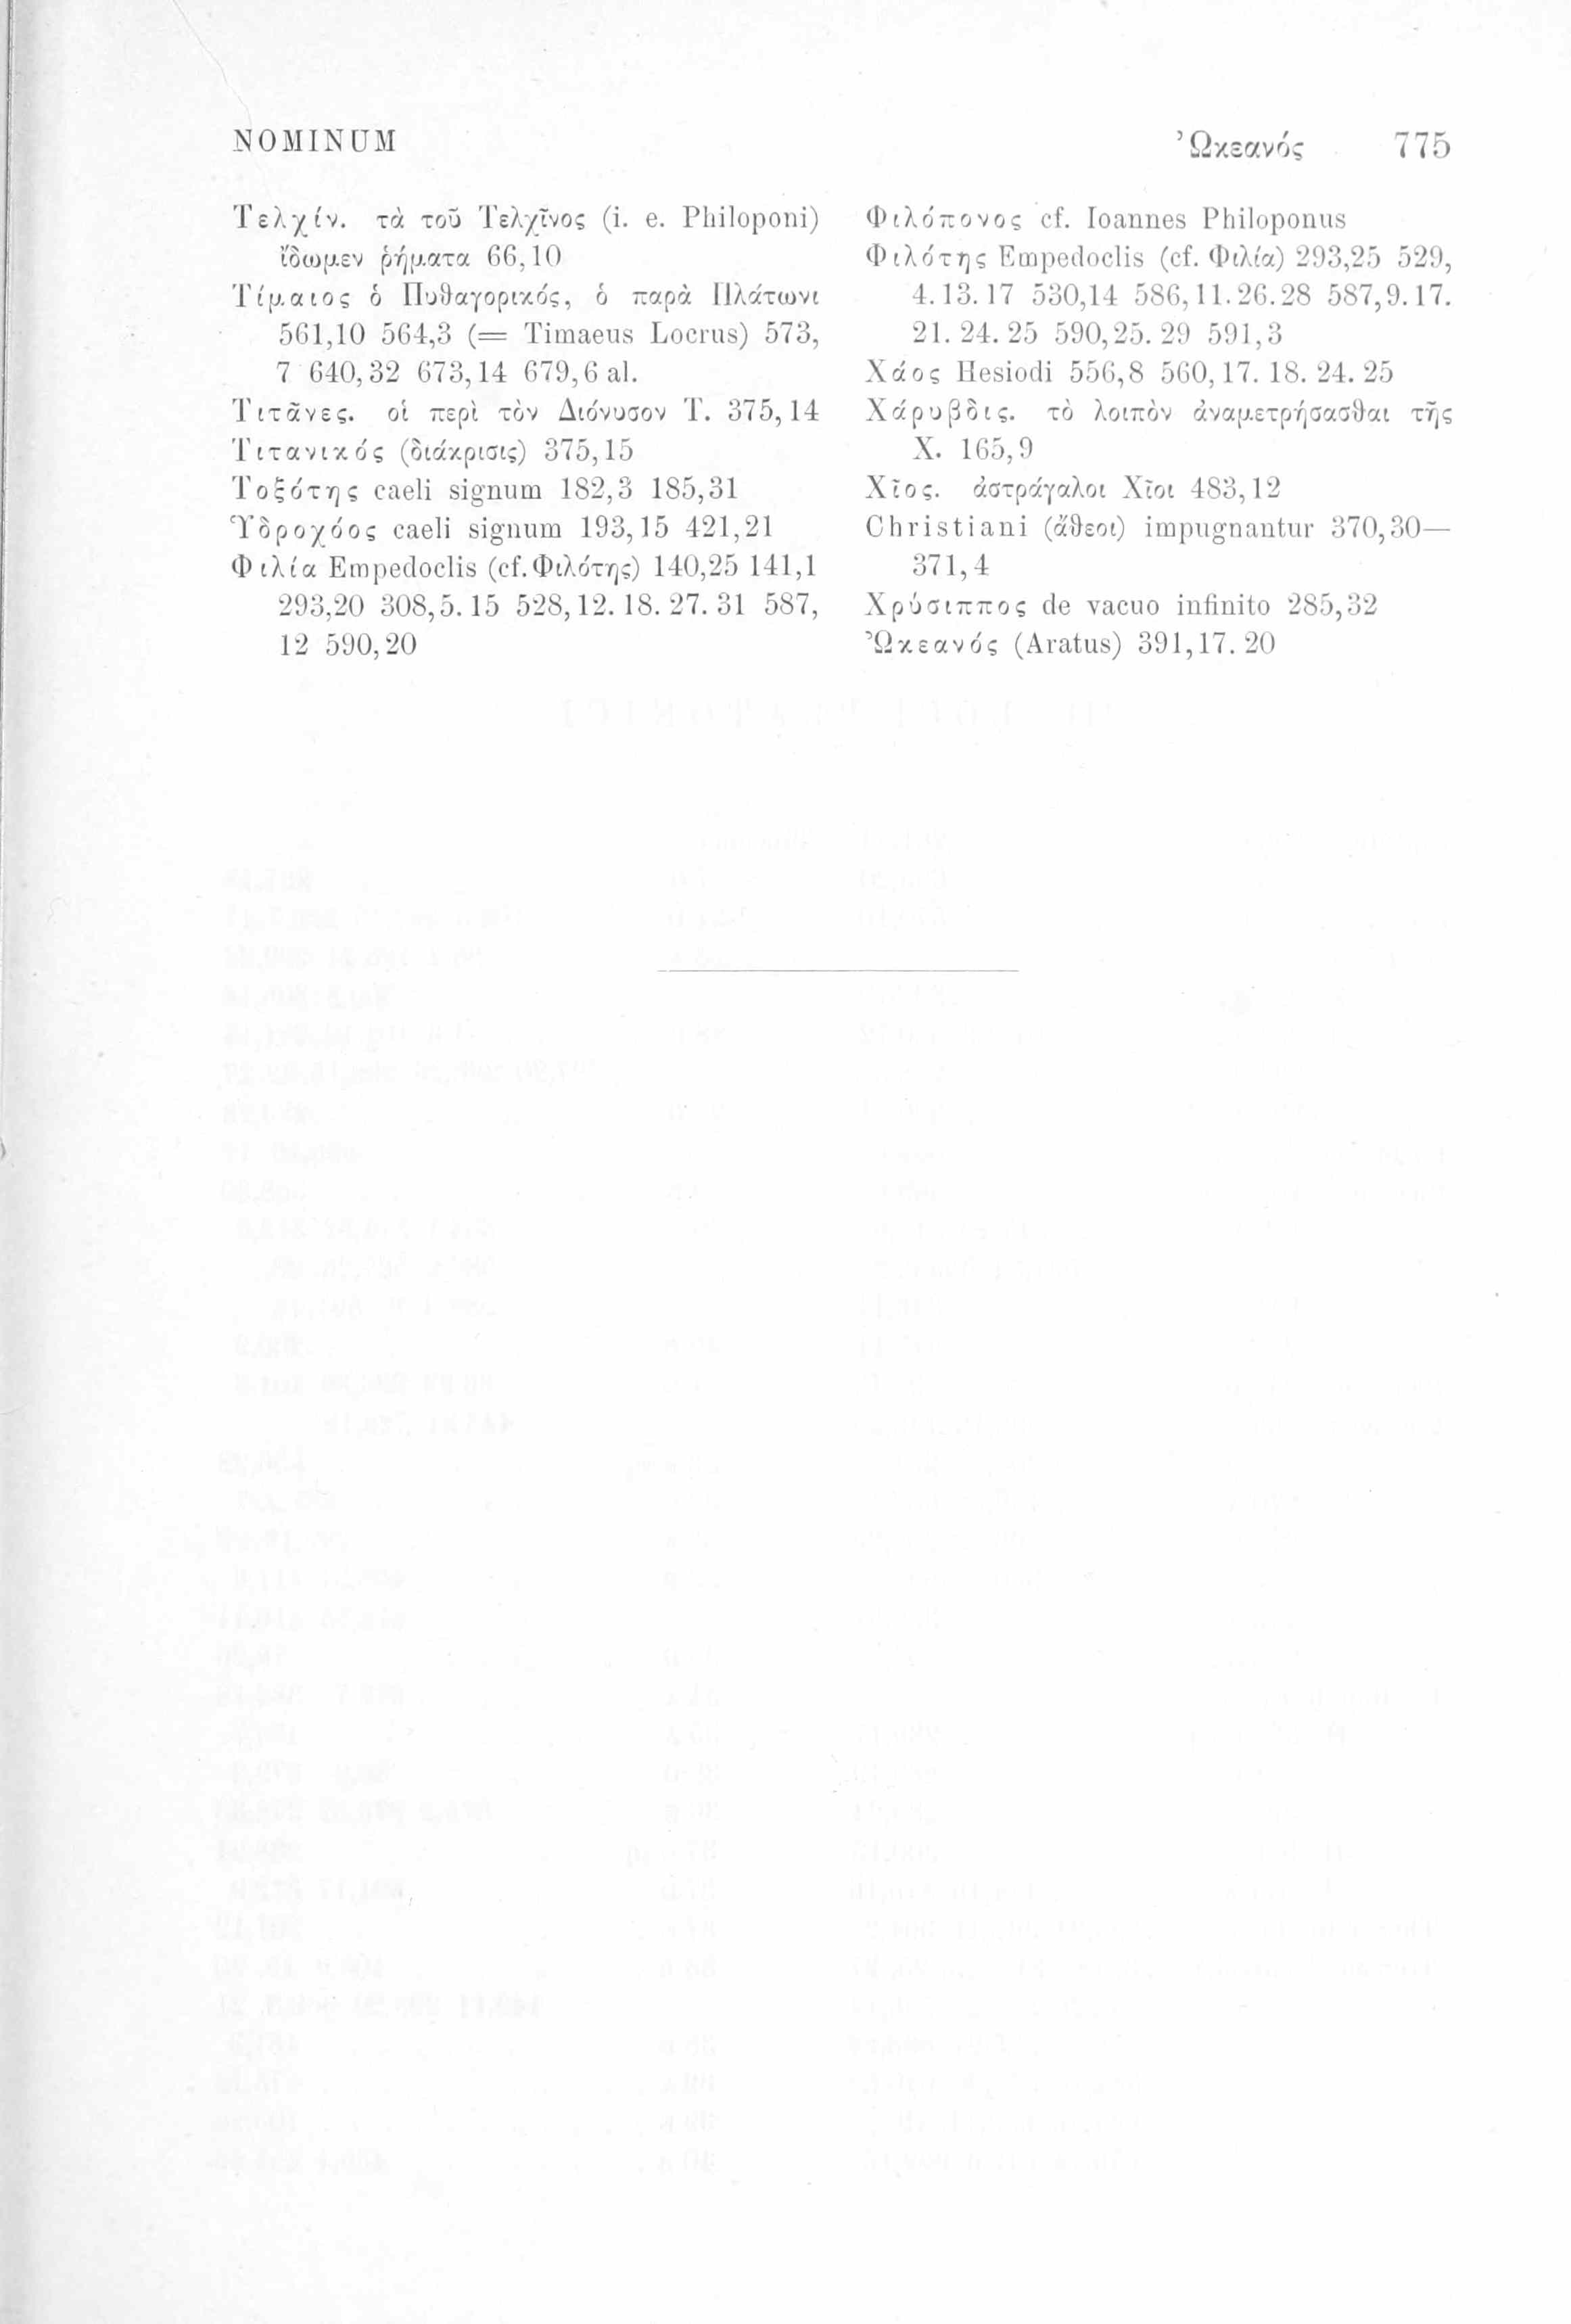 NOMINUM
Ὠκεανός 775
Τελχίν. τὰ τοῦ Τελχῖνος (i. e. Philoponi)
ἴδωμεν ῥήματα 66,10
Τίμαιος ὁ Πυϑαγορικός, ὁ παρὰ Πλάτωνι
561,10 564,3 (= Timaeus Locrus) 573,
7 640,32 673,14 679,6 al.
Τιτᾶνες. οἱ περὶ τὸν Διόνυσον Τ. 375,14
Τιτανικός (διάκρισις) 375,15
Τοξότης caeli signum 182,3 185,31
Ὑδροχόος caeli signum 193,15 421,21
Φιλία Empedoclis (cf. Φιλότης) 140,25 141,1
293,20 308,5. 15 528,12. 18. 27. 31 587,
12 590,20
Φιλόπονος cf. Ioannes Philoponus
Φιλότης Empedoclis (cf. Φιλία) 293,25 529,
4. 13. 17 530,14 586,11. 26. 28 587,9. 17.
21. 24. 25 590,25. 29 591,3
Χάος Hesiodi 556,8 560,17. 18. 24. 25
Χάρυβδις. τὸ λοιπὸν ἀναμετρήσασϑαι τῆς
Χ. 165,9
Χῖος. ἀστράγαλοι Χῖοι 483,12
Christiani (ἄϑεοι) impugnantur 370,30—
371,4
Χρύσιππος de vacuo infinito 285,32
Ὠκεανός (Aratus) 391,17. 20